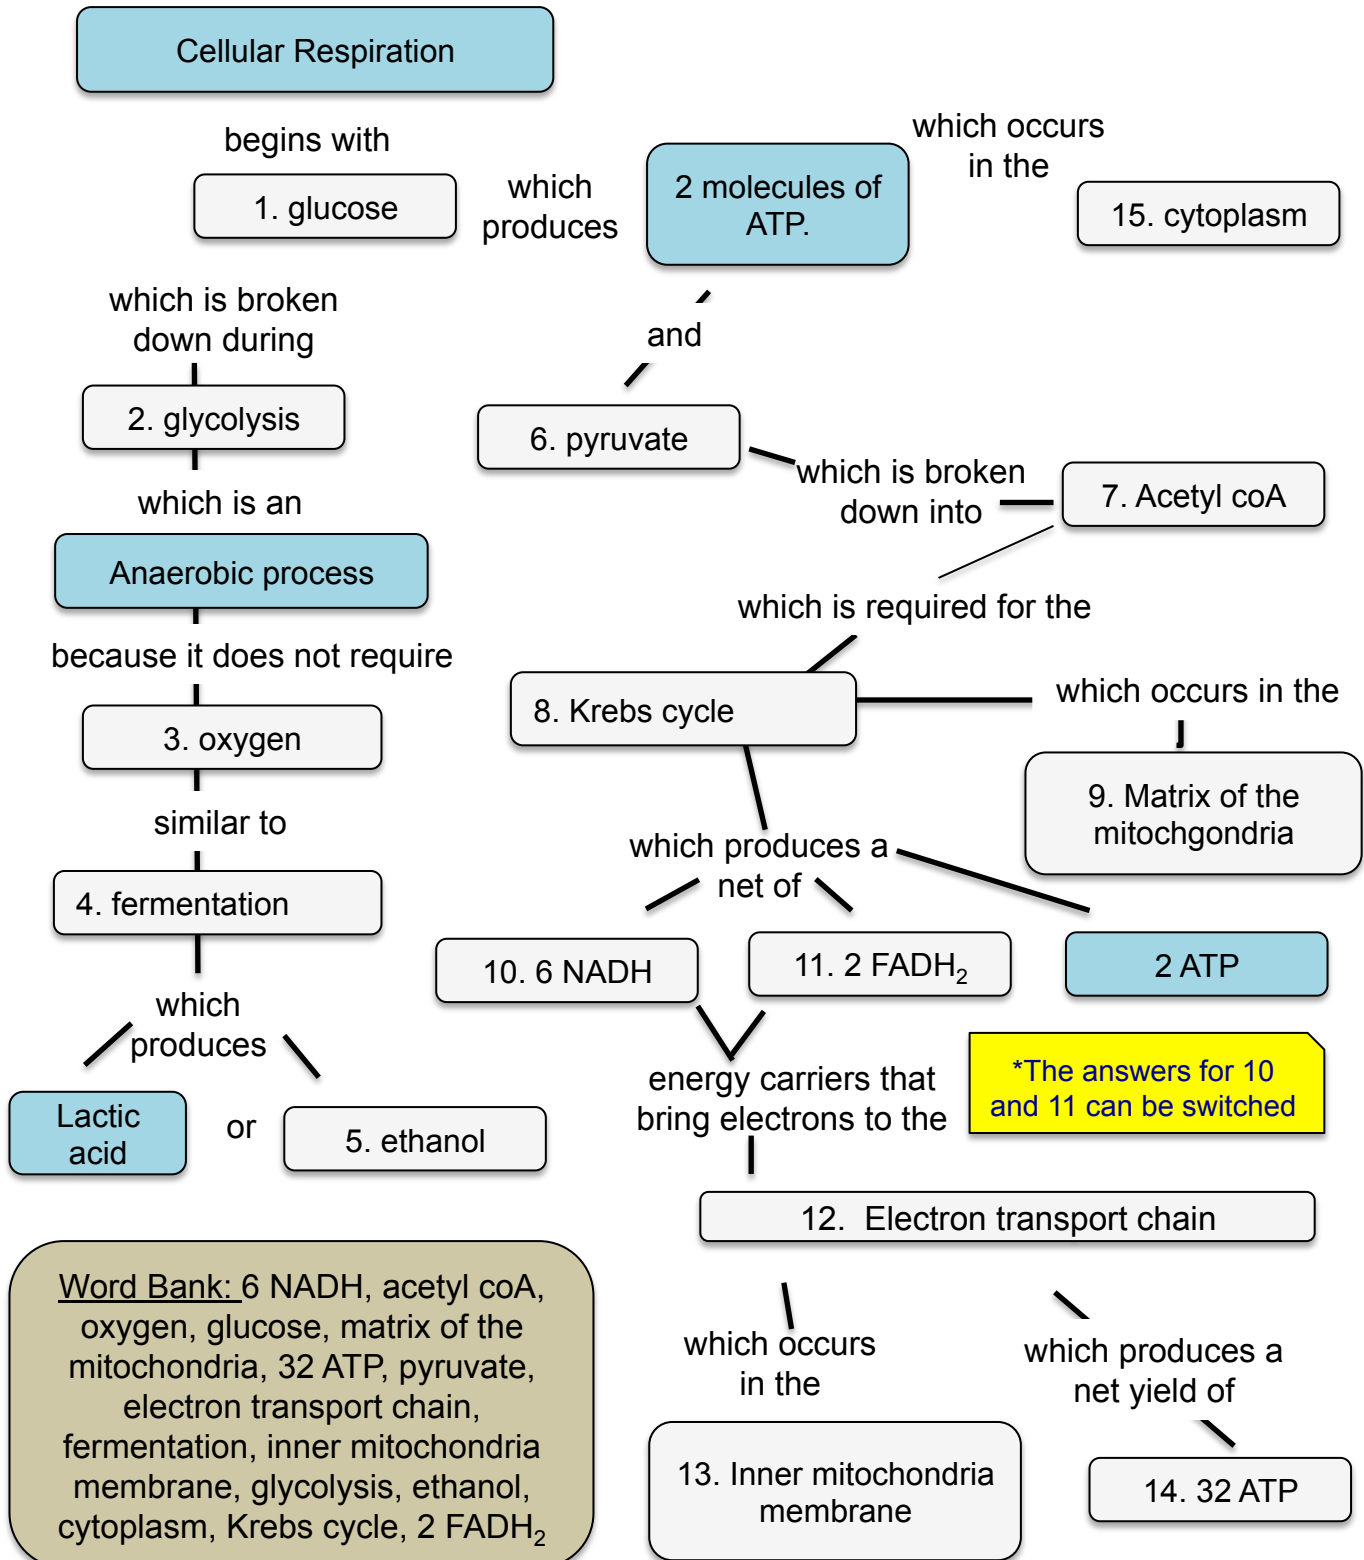 Cellular Respiration
begins with
1. glucose
which
produces
2 molecules of
ATP.
which occurs
in the
15. cytoplasm
which is broken
down during
2. glycolysis
which is an
Anaerobic process
because it does not require
3. oxygen
similar to
4. fermentation
which
produces
Lactic
acid
or
5. ethanol
and
6. pyruvate
which is broken
down into
7. Acetyl coA
which is required for the
8. Krebs cycle
which occurs in the
9. Matrix of the
mitochgondria
which produces a
net of
10. 6 NADH
11. 2 FADH₂
2 ATP
energy carriers that
bring electrons to the
*The answers for 10
and 11 can be switched
12. Electron transport chain
which occurs
in the
13. Inner mitochondria
membrane
which produces a
net yield of
14. 32 ATP
Word Bank: 6 NADH, acetyl coA,
oxygen, glucose, matrix of the
mitochondria, 32 ATP, pyruvate,
electron transport chain,
fermentation, inner mitochondria
membrane, glycolysis, ethanol,
cytoplasm, Krebs cycle, 2 FADH₂